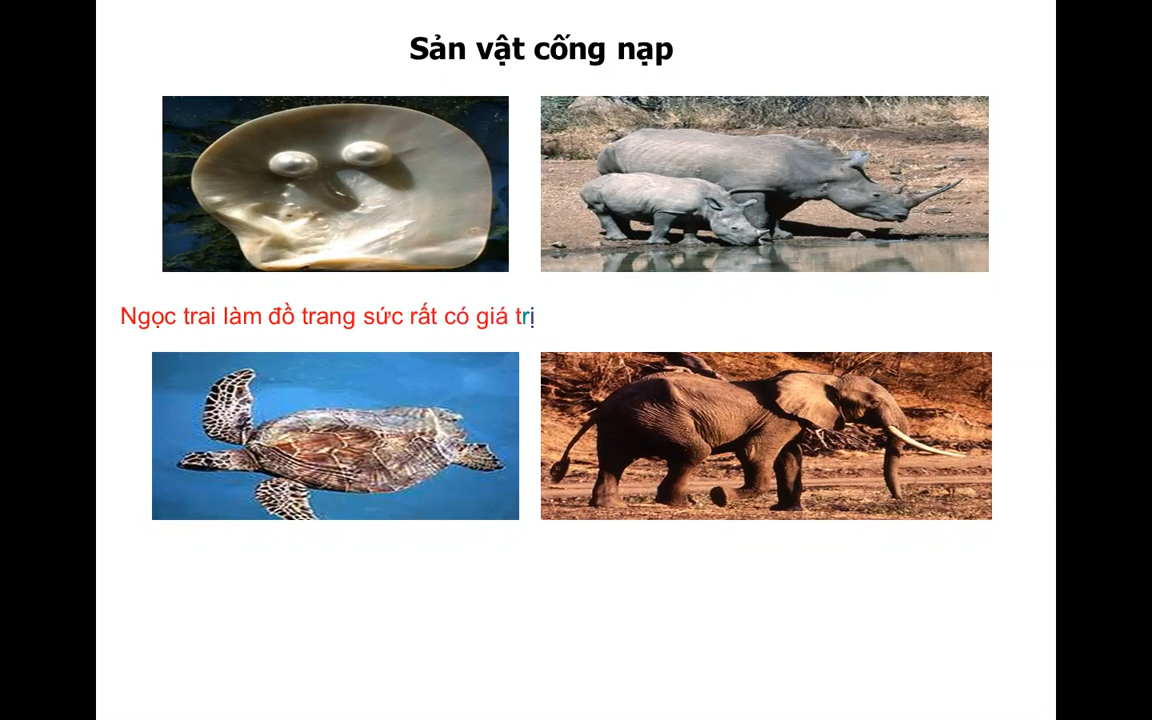 Sản vật cống nạp
Ngọc trai làm đồ trang sức rất có giá trị